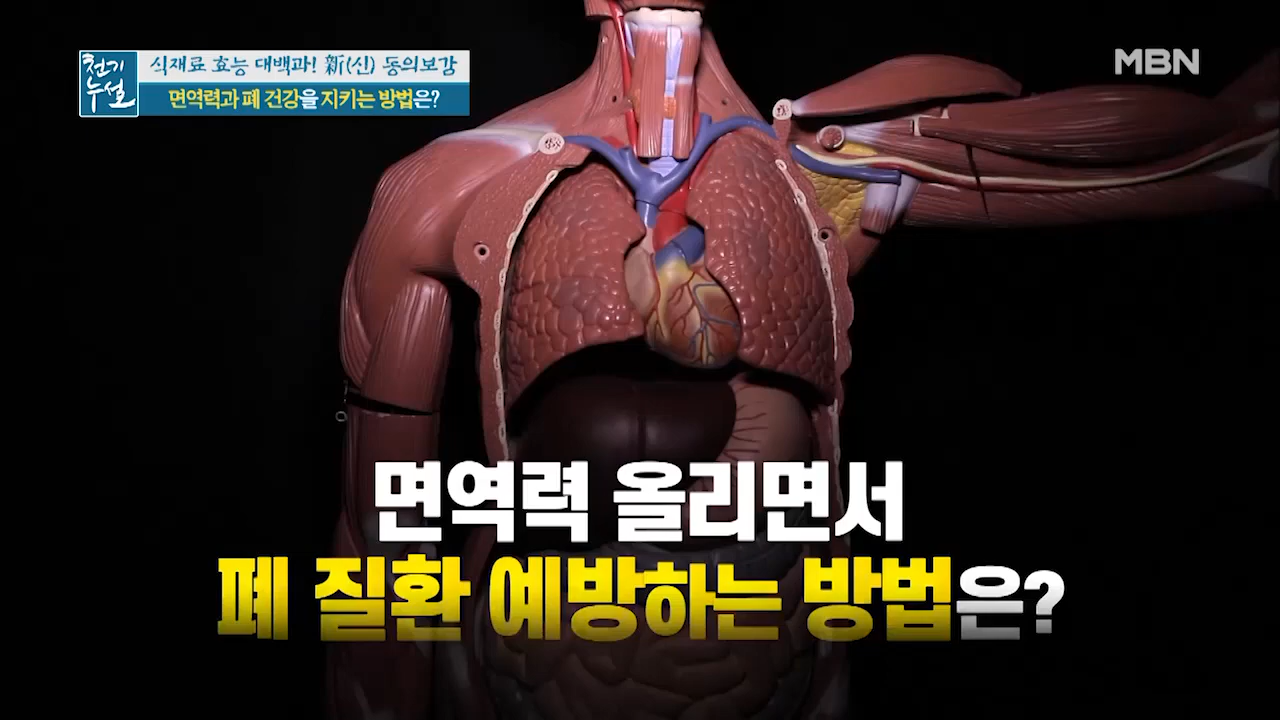 천기누설
식재료 효능 대백과! 新(신) 동의보감
면역력과 폐 건강을 지키는 방법은?
MBN
면역력 올리면서
폐 질환 예방하는 방법은?